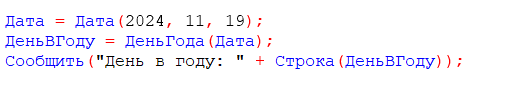 Дата = Дата(2024, 11, 19);
ДеньВГоду = ДеньГода(Дата);
Сообщить("День в году: " + Строка(ДеньВГоду));